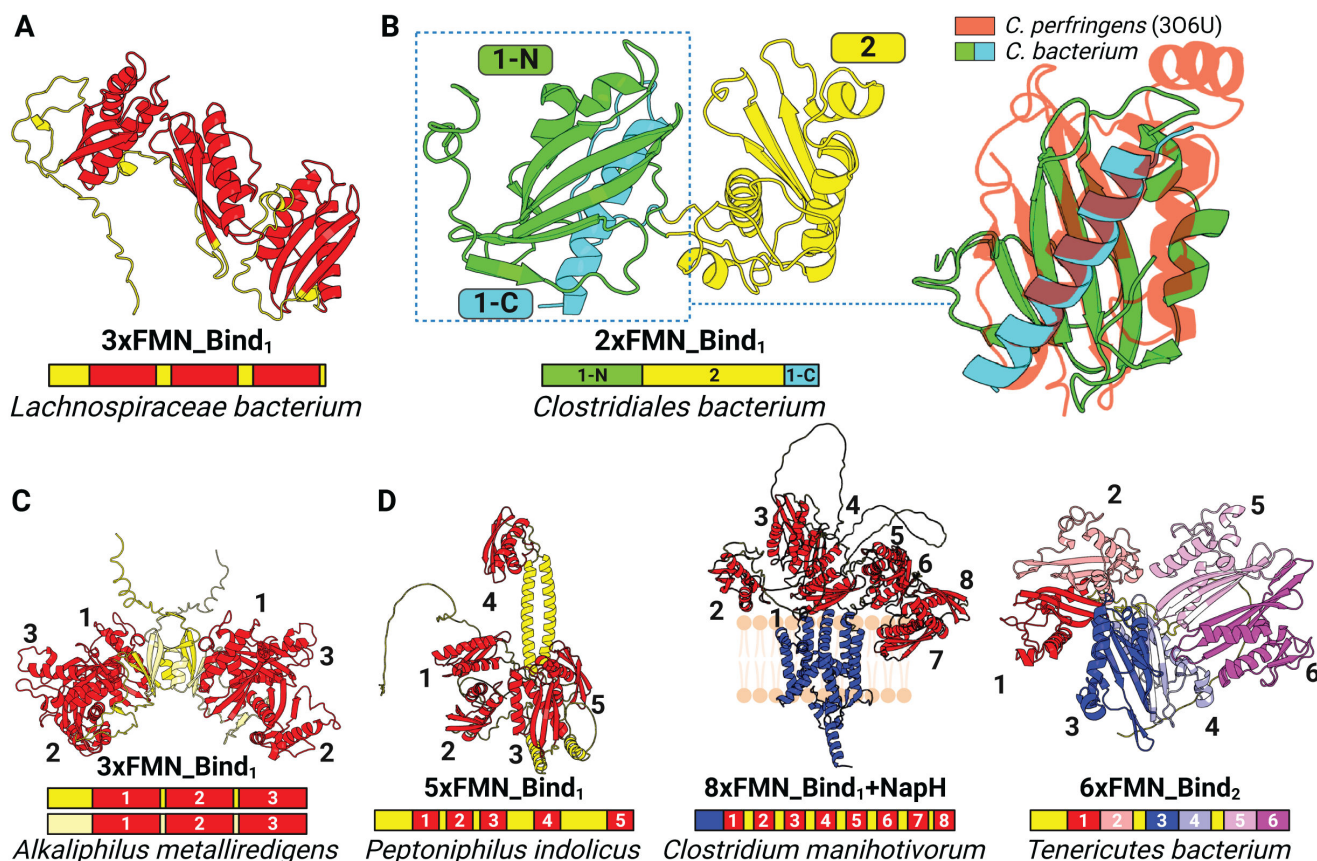 A
3xFMN_Bind₁
Lachnospiraceae bacterium
B
1-N
2
1-C
2xFMN_Bind₁
1-N 2 1-C
Clostridiales bacterium
C. perfringens (3O6U)
C. bacterium
C
1 1
3 3
2 2
3xFMN_Bind₁
1 2 3
1 2 3
Alkaliphilus metalliredigens
D
4
1
5
2
3
5xFMN_Bind₁
1 2 3 4 5
Peptoniphilus indolicus
4
3
5
6
8
2
1
7
8xFMN_Bind₁+NapH
1 2 3 4 5 6 7 8
Clostridium manihotivorum
2
5
1
6
3
4
6xFMN_Bind₂
1 2 3 4 5 6
Tenericutes bacterium